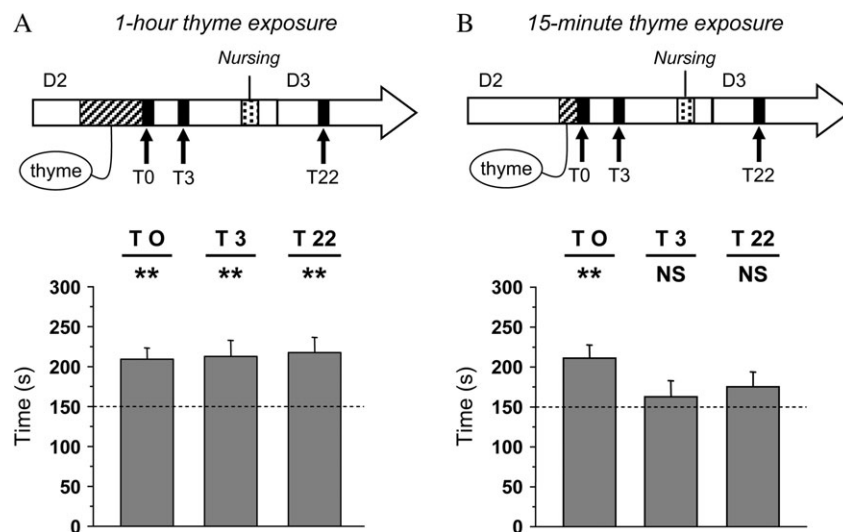 A
1-hour thyme exposure
Nursing
D2
D3
thyme
T0
T3
T22
T O
T 3
T 22
**
**
**
Time (s)
300
250
200
150
100
50
0
B
15-minute thyme exposure
Nursing
D2
D3
thyme
T0
T3
T22
T O
T 3
T 22
**
NS
NS
Time (s)
300
250
200
150
100
50
0